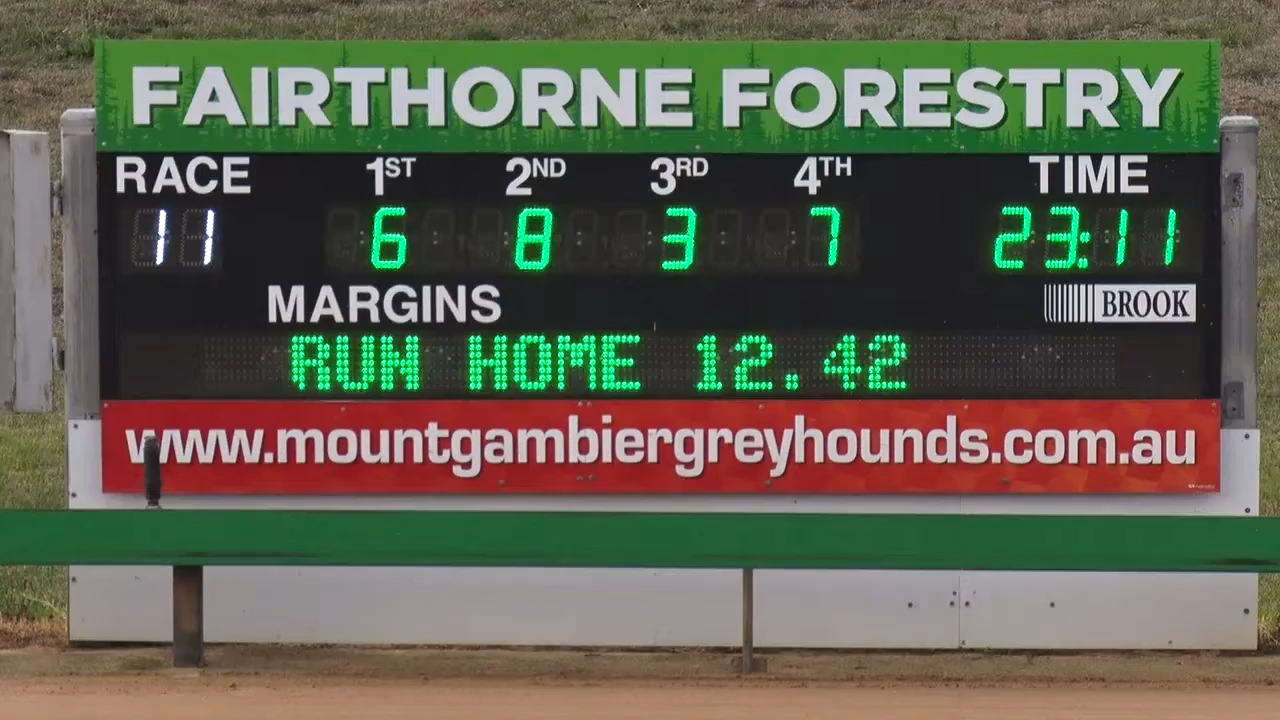 FAIRTHORNE FORESTRY
RACE 1ST 2ND 3RD 4TH TIME
11 6 8 3 7 23:11
MARGINS BROOK
RUN HOME 12.42
www.mountgambiergreyhounds.com.au